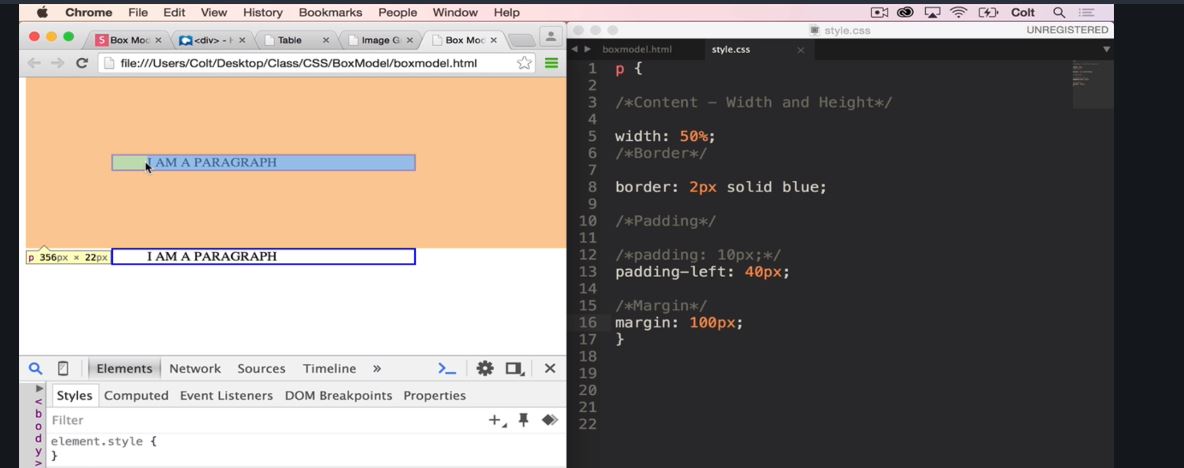 Chrome File Edit View History Bookmarks People Window Help Colt
Box Mod <div> - H Table Image G Box Mod
file:///Users/Colt/Desktop/Class/CSS/BoxModel/boxmodel.html
I AM A PARAGRAPH
p 356px × 22px
I AM A PARAGRAPH
Elements Network Sources Timeline »
Styles Computed Event Listeners DOM Breakpoints Properties
Filter
element.style {
}
<
b
o
d
y
>
style.css UNREGISTERED
boxmodel.html style.css
1 p {
2
3 /*Content - Width and Height*/
4
5 width: 50%;
6 /*Border*/
7
8 border: 2px solid blue;
9
10 /*Padding*/
11
12 /*padding: 10px;*/
13 padding-left: 40px;
14
15 /*Margin*/
16 margin: 100px;
17 }
18
19
20
21
22